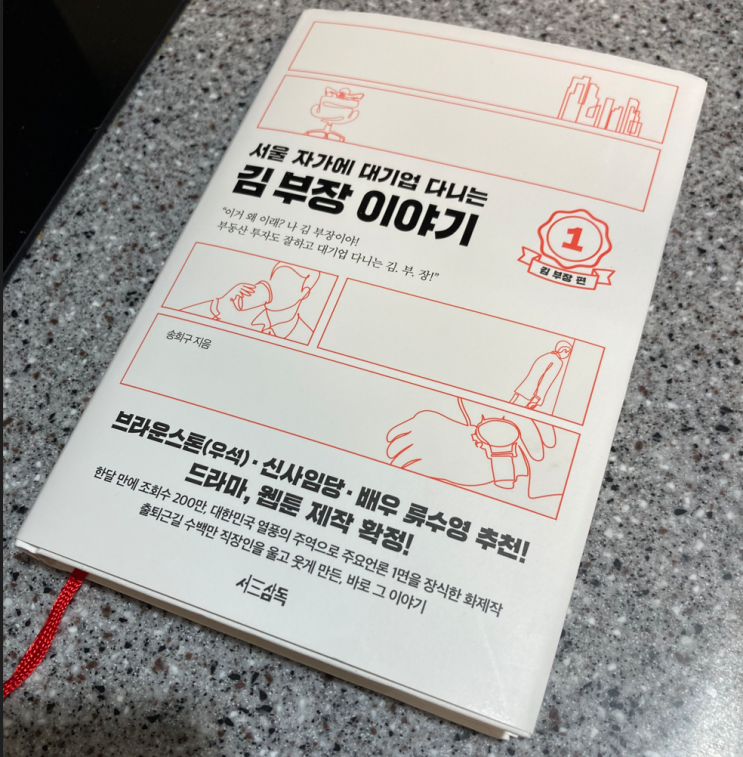 서울 자가에 대기업 다니는
김 부장 이야기
"이거 왜 이래? 나 김 부장이야!
부동산 투자도 잘하고 대기업 다니는 김. 부. 장!"
1
김 부장 편
송희구 지음
브라운스톤(우석)·신사임당·배우 류수영 추천!
드라마, 웹툰 제작 확정!
한달 만에 조회수 200만, 대한민국 열풍의 주역으로 주요언론 1면을 장식한 화제작
출퇴근길 수백만 직장인을 울고 웃게 만든, 바로 그 이야기
서삼독